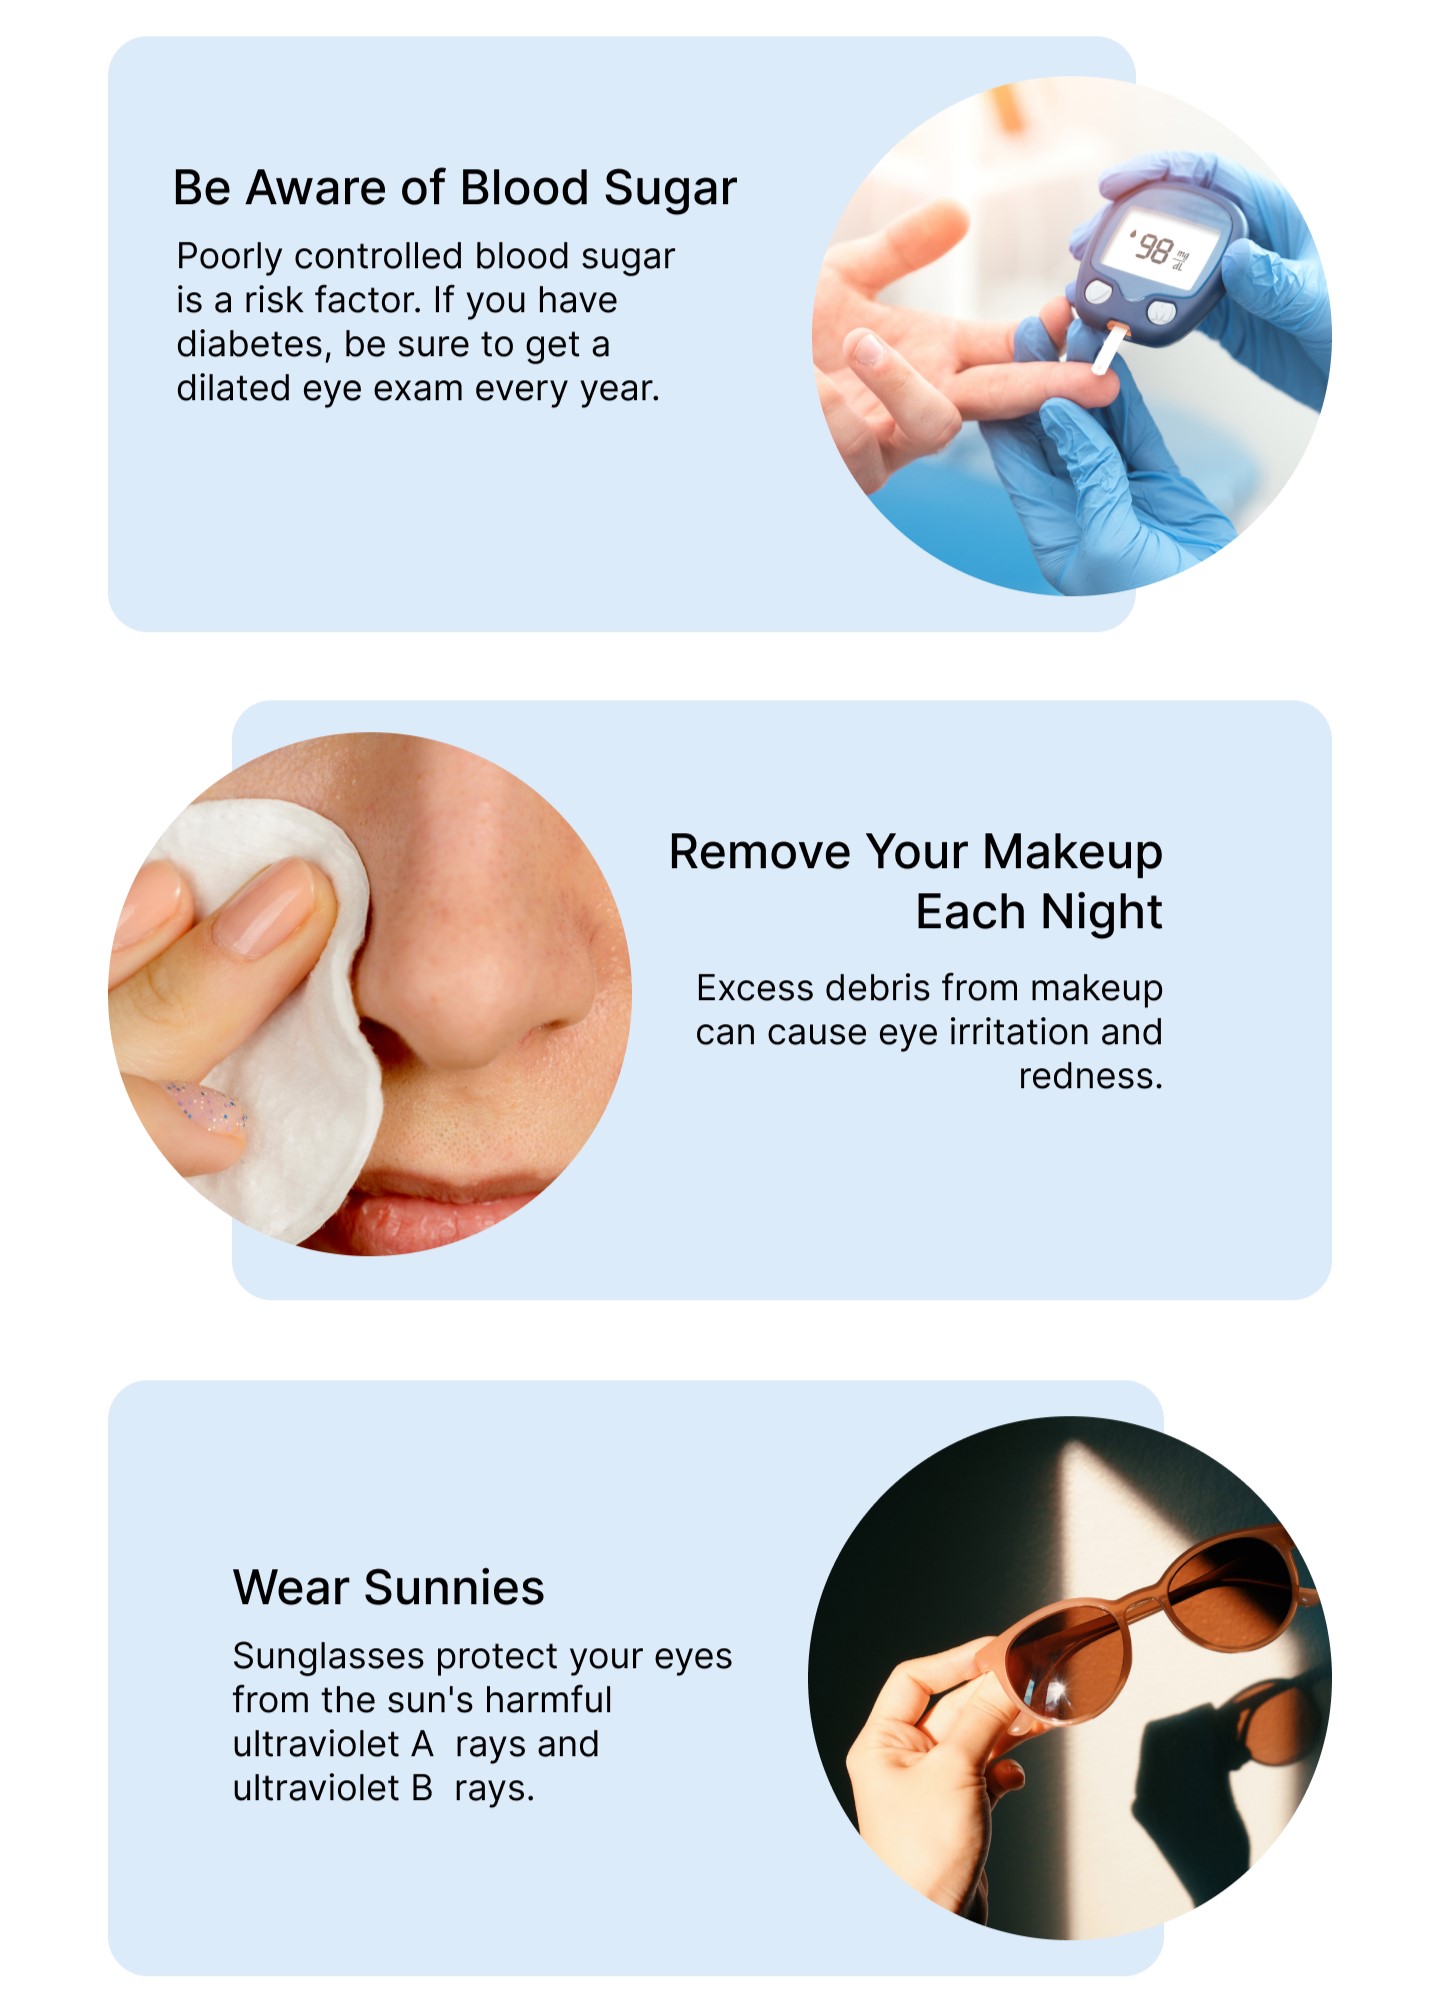 Be Aware of Blood Sugar
Poorly controlled blood sugar
is a risk factor. If you have
diabetes, be sure to get a
dilated eye exam every year.
98 mg/dL
Remove Your Makeup
Each Night
Excess debris from makeup
can cause eye irritation and
redness.
Wear Sunnies
Sunglasses protect your eyes
from the sun's harmful
ultraviolet A  rays and
ultraviolet B  rays.